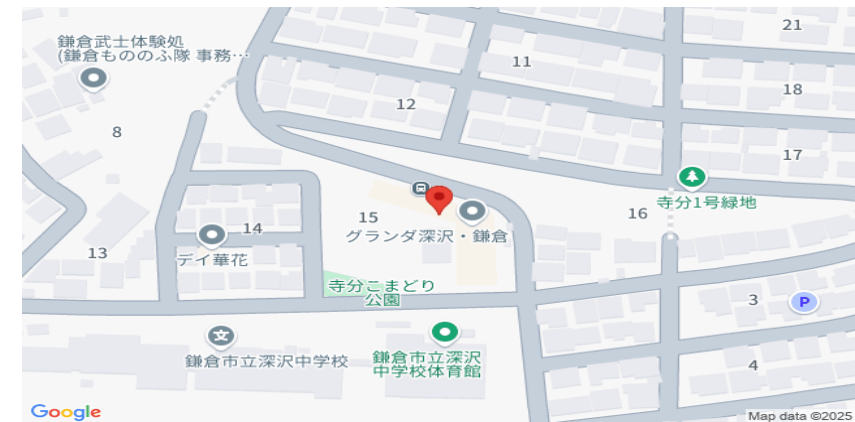 21
鎌倉武士体験処
(鎌倉もののふ隊 事務…
11
18
12
8
17
寺分1号緑地
15
16
14
グランダ深沢・鎌倉
13
デイ華花
寺分こまどり
公園
3
P
文
鎌倉市立深沢中学校
鎌倉市立深沢
中学校体育館
4
Google
Map data ©2025